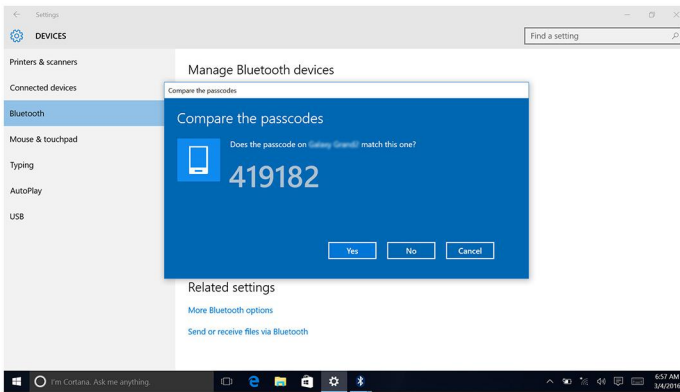 Settings
DEVICES
Find a setting
Printers & scanners
Connected devices
Bluetooth
Mouse & touchpad
Typing
AutoPlay
USB
Manage Bluetooth devices
Compare the passcodes
Compare the passcodes
Does the passcode on match this one?
419182
Yes No Cancel
Related settings
More Bluetooth options
Send or receive files via Bluetooth
I'm Cortana. Ask me anything.
6:57 AM
3/4/2016